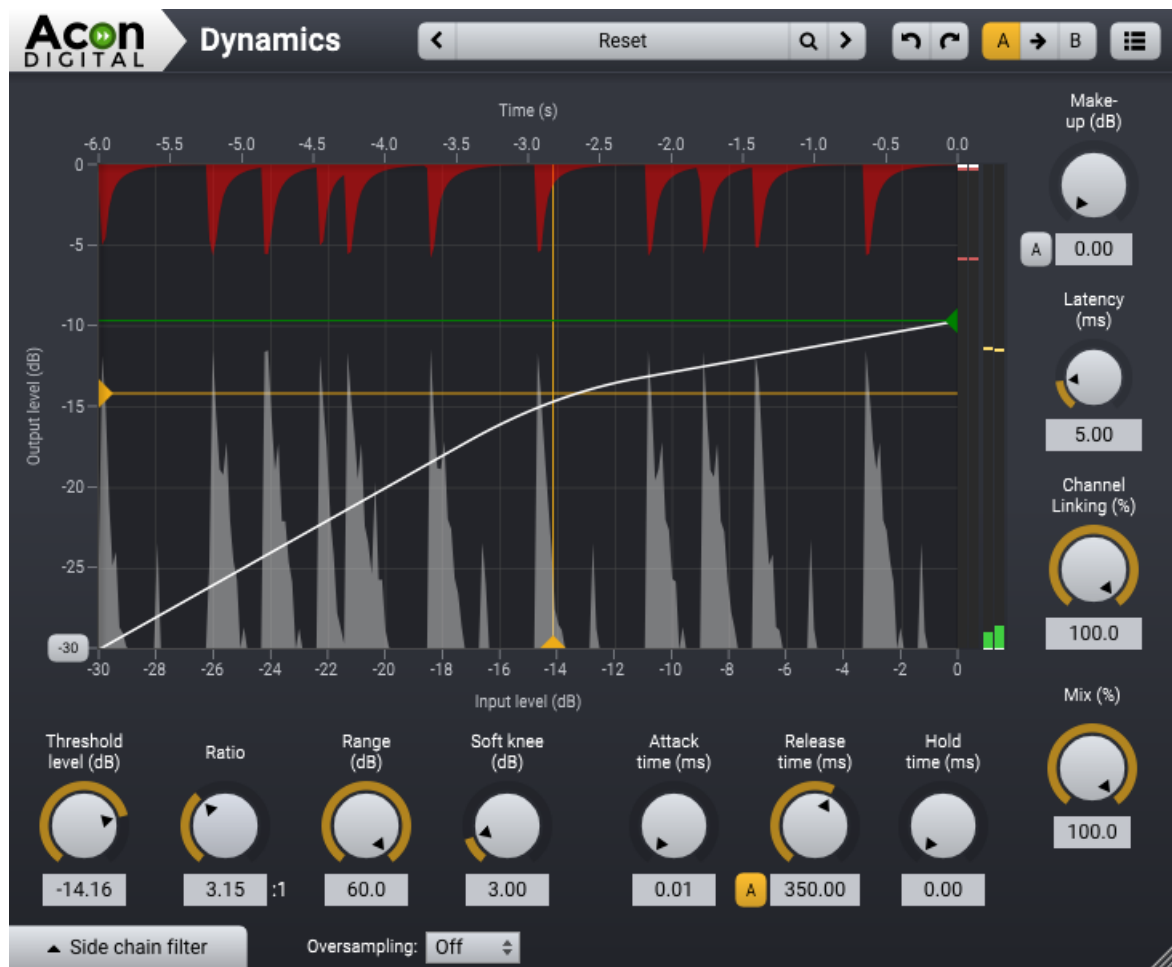 Acon
DIGITAL
Dynamics
Reset
A
B
Time (s)
-6.0 -5.5 -5.0 -4.5 -4.0 -3.5 -3.0 -2.5 -2.0 -1.5 -1.0 -0.5 0.0
0
-5
-10
-15
-20
-25
-30
Output level (dB)
-30 -28 -26 -24 -22 -20 -18 -16 -14 -12 -10 -8 -6 -4 -2 0
Input level (dB)
Make-
up (dB)
A 0.00
Latency
(ms)
5.00
Channel
Linking (%)
100.0
Mix (%)
100.0
Threshold
level (dB)
-14.16
Ratio
3.15 :1
Range
(dB)
60.0
Soft knee
(dB)
3.00
Attack
time (ms)
0.01
Release
time (ms)
A 350.00
Hold
time (ms)
0.00
Side chain filter
Oversampling: Off